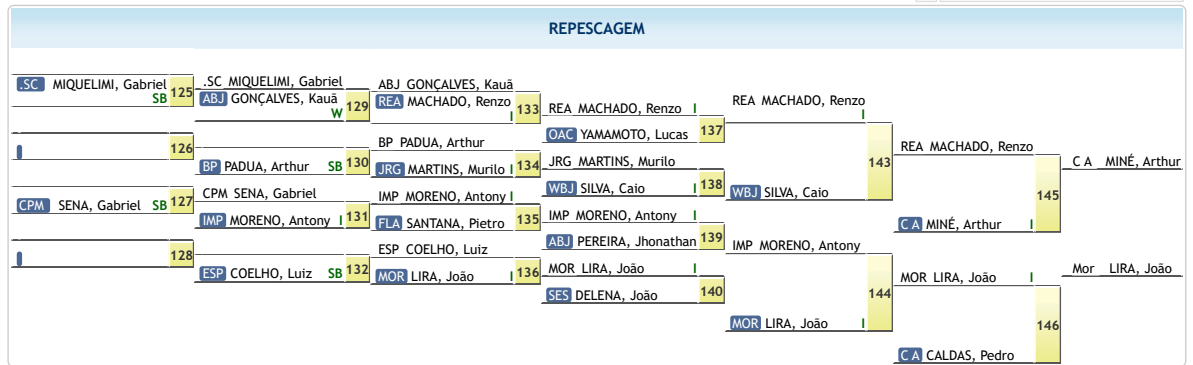 REPESCAGEM
.SC MIQUELIMI, Gabriel
SB
125
126
CPM SENA, Gabriel SB
127
128
.SC MIQUELIMI, Gabriel
ABJ GONÇALVES, Kauã
W
129
BP PADUA, Arthur SB
130
CPM SENA, Gabriel
IMP MORENO, Antony I
131
ESP COELHO, Luiz SB
132
ABJ GONÇALVES, Kauã
REA MACHADO, Renzo
I
133
BP PADUA, Arthur
JRG MARTINS, Murilo I
134
IMP MORENO, Antony I
FLA SANTANA, Pietro
135
ESP COELHO, Luiz
MOR LIRA, João I
136
REA MACHADO, Renzo I
OAC YAMAMOTO, Lucas
137
JRG MARTINS, Murilo
WBJ SILVA, Caio I
138
IMP MORENO, Antony I
ABJ PEREIRA, Jhonathan
139
MOR LIRA, João I
SES DELENA, João
140
REA MACHADO, Renzo
I
WBJ SILVA, Caio
143
IMP MORENO, Antony
MOR LIRA, João I
144
REA MACHADO, Renzo
C A MINÉ, Arthur I
145
MOR LIRA, João I
C A CALDAS, Pedro
146
C A MINÉ, Arthur
Mor LIRA, João